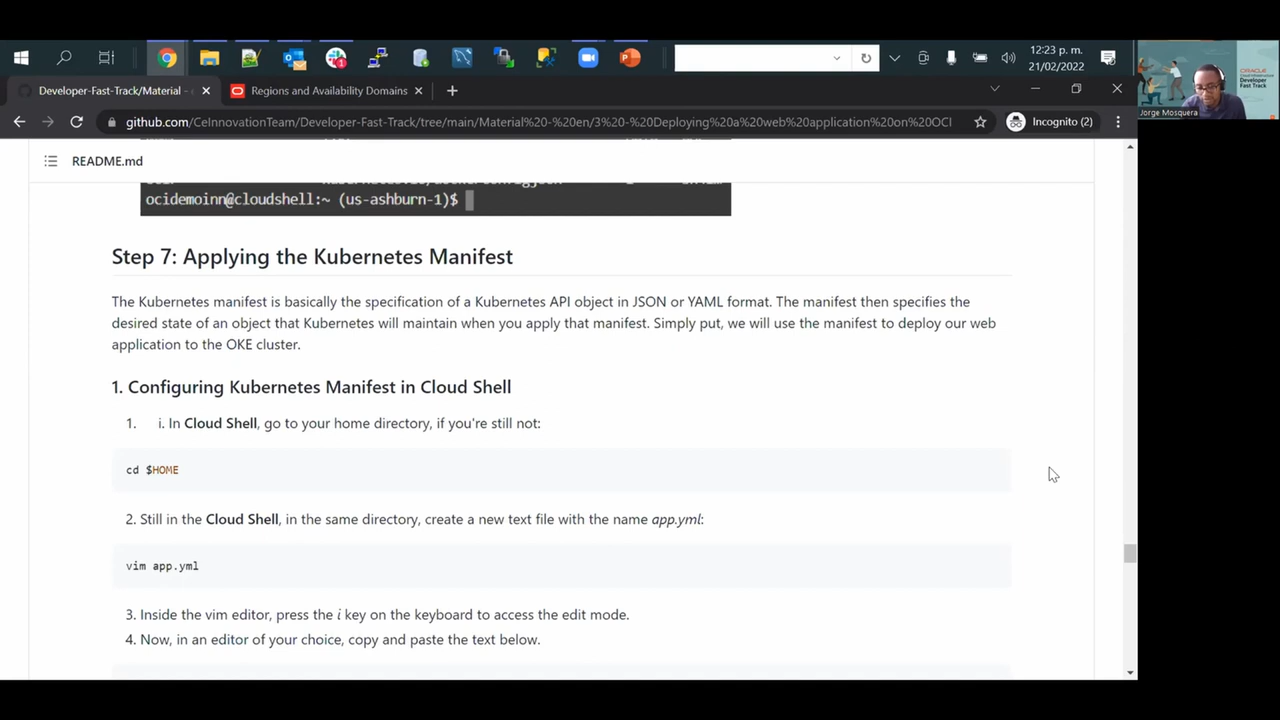 12:23 p.m.
21/02/2022
ORACLE
Cloud Infrastructure
Developer
Fast Track
Jorge Mosquera
Developer-Fast-Track/Material -
Regions and Availability Domains
github.com/CeInnovationTeam/Developer-Fast-Track/tree/main/Material%20-%20en/3%20-%20Deploying%20a%20web%20application%20on%20OCI
Incognito (2)
README.md
ocidemoinn@cloudshell:~ (us-ashburn-1)$
Step 7: Applying the Kubernetes Manifest
The Kubernetes manifest is basically the specification of a Kubernetes API object in JSON or YAML format. The manifest then specifies the
desired state of an object that Kubernetes will maintain when you apply that manifest. Simply put, we will use the manifest to deploy our web
application to the OKE cluster.
1. Configuring Kubernetes Manifest in Cloud Shell
1. i. In Cloud Shell, go to your home directory, if you're still not:
cd $HOME
2. Still in the Cloud Shell, in the same directory, create a new text file with the name app.yml:
vim app.yml
3. Inside the vim editor, press the i key on the keyboard to access the edit mode.
4. Now, in an editor of your choice, copy and paste the text below.